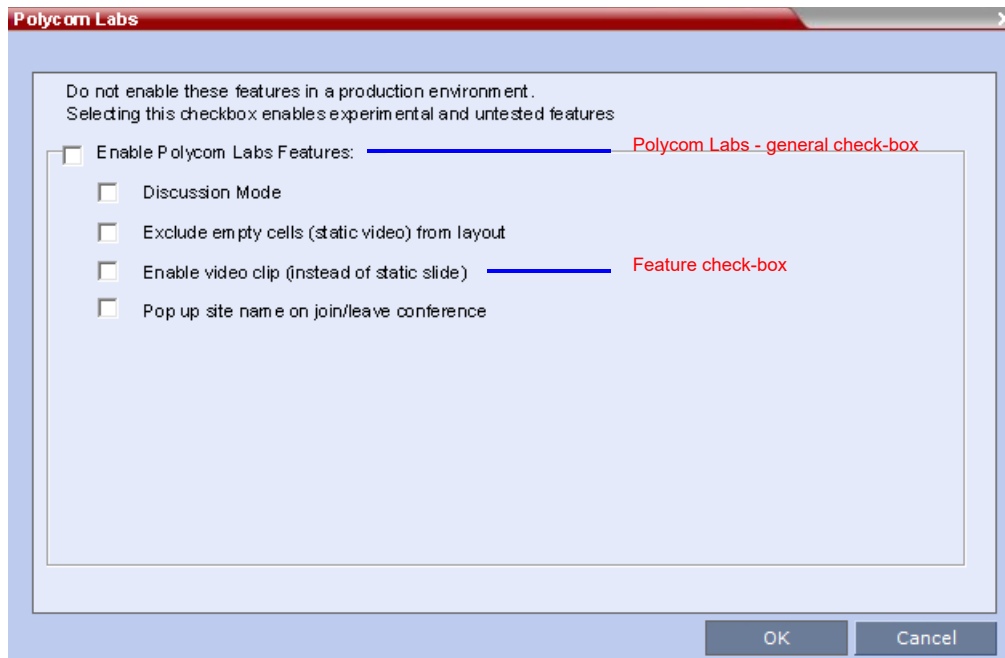 Polycom Labs
Do not enable these features in a production environment.
Selecting this checkbox enables experimental and untested features
Enable Polycom Labs Features:
Polycom Labs - general check-box
Discussion Mode
Exclude empty cells (static video) from layout
Enable video clip (instead of static slide)
Feature check-box
Pop up site name on join/leave conference
OK
Cancel